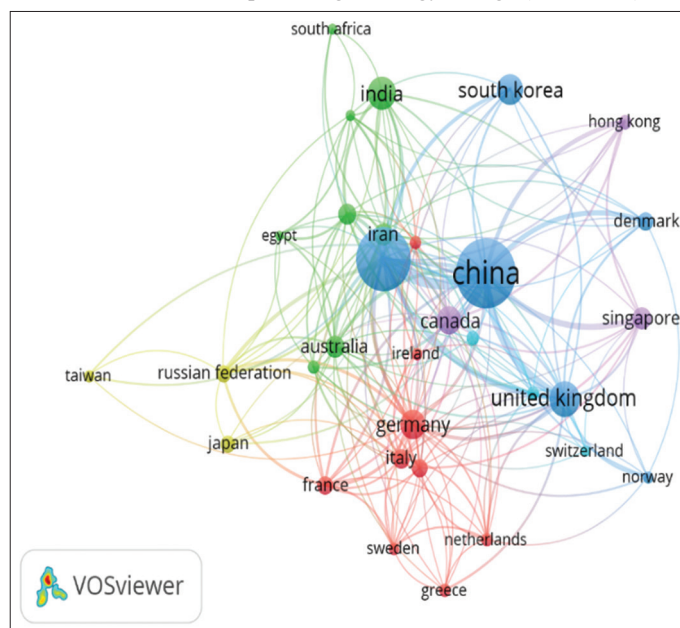 south africa
india
south korea
hong kong
denmark
egypt
iran
china
singapore
canada
australia
ireland
taiwan
russian federation
united kingdom
germany
japan
italy
switzerland
france
norway
netherlands
sweden
greece
VOSviewer